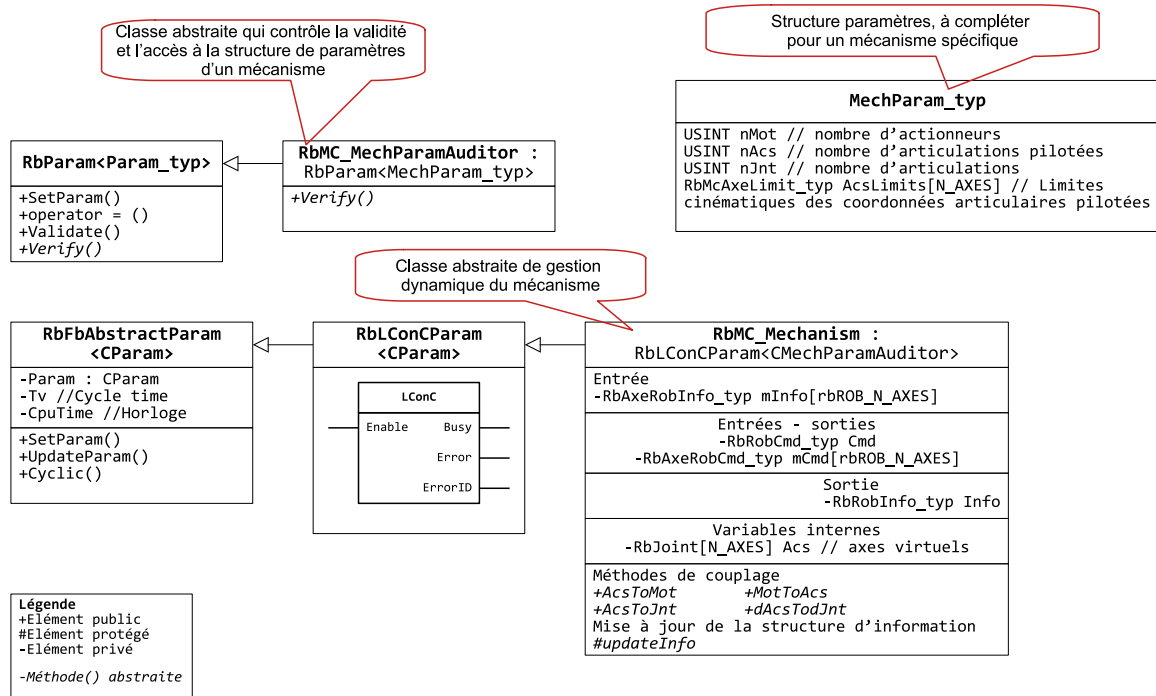 Classe abstraite qui contrôle la validité
et l'accès à la structure de paramètres
d'un mécanisme
Structure paramètres, à compléter
pour un mécanisme spécifique
RbParam<Param_typ>
+SetParam()
+operator = ()
+Validate()
+Verify()
RbMC_MechParamAuditor :
RbParam<MechParam_typ>
+Verify()
MechParam_typ
USINT nMot // nombre d'actionneurs
USINT nAcs // nombre d'articulations pilotées
USINT nJnt // nombre d'articulations
RbMcAxeLimit_typ AcsLimits[N_AXES] // Limites
cinématiques des coordonnées articulaires pilotées
Classe abstraite de gestion
dynamique du mécanisme
RbFbAbstractParam
<CParam>
-Param : CParam
-Tv //Cycle time
-CpuTime //Horloge
+SetParam()
+UpdateParam()
+Cyclic()
RbLConCParam
<CParam>
LConC
Enable Busy
Error
ErrorID
RbMC_Mechanism :
RbLConCParam<CMechParamAuditor>
Entrée
-RbAxeRobInfo_typ mInfo[rbROB_N_AXES]
Entrées - sorties
-RbRobCmd_typ Cmd
-RbAxeRobCmd_typ mCmd[rbROB_N_AXES]
Sortie
-RbRobInfo_typ Info
Variables internes
-RbJoint[N_AXES] Acs // axes virtuels
Méthodes de couplage
+AcsToMot +MotToAcs
+AcsToJnt +dAcsTodJnt
Mise à jour de la structure d'information
#updateInfo
Légende
+Elément public
#Elément protégé
-Elément privé
-Méthode() abstraite